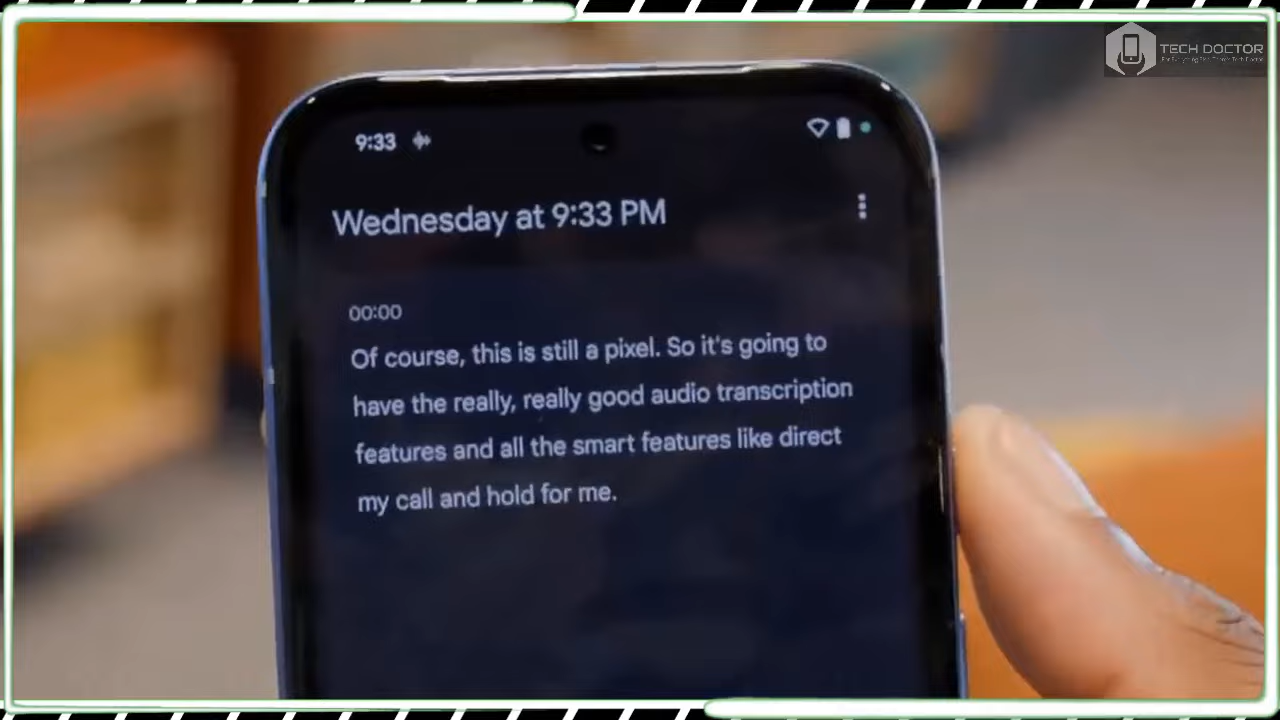 TECH DOCTOR
9:33
Wednesday at 9:33 PM
00:00
Of course, this is still a pixel. So it's going to
have the really, really good audio transcription
features and all the smart features like direct
my call and hold for me.